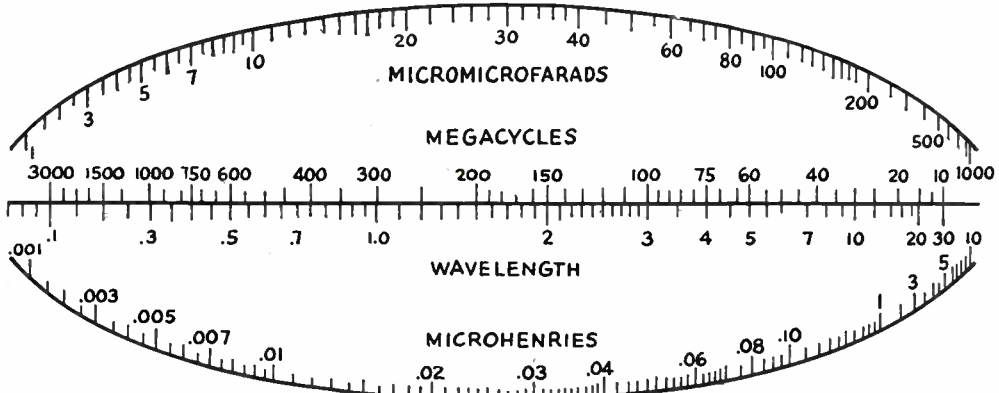 1 3 5 7 10 20 30 40 60 80 100 200 500 1000
MICROMICROFARADS
MEGACYCLES
3000 1500 1000 750 600 400 300 200 150 100 75 60 40 20 10
.1 .3 .5 .7 1.0 2 3 4 5 7 10 20 30
WAVELENGTH
.001 .003 .005 .007 .01 .02 .03 .04 .06 .08 .10 1 3 5 10
MICROHENRIES